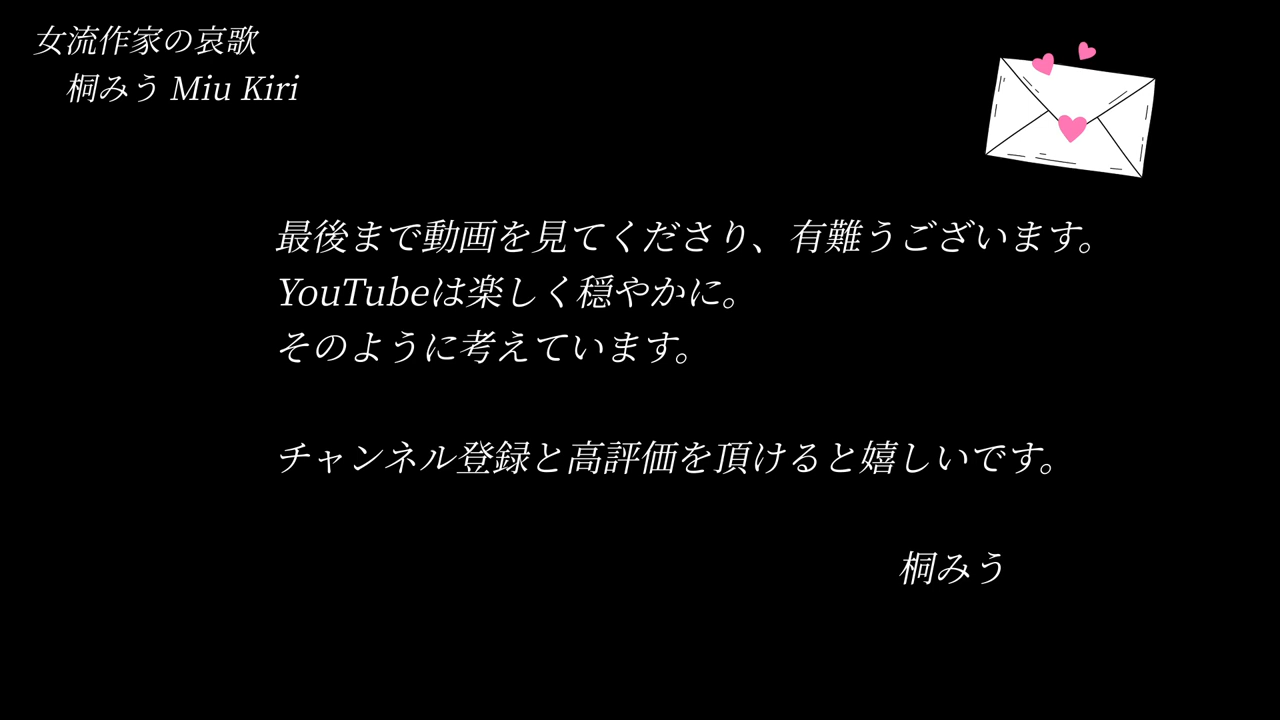 女流作家の哀歌
桐みう Miu Kiri
最後まで動画を見てくださり、有難うございます。
YouTubeは楽しく穏やかに。
そのように考えています。
チャンネル登録と高評価を頂けると嬉しいです。
桐みう